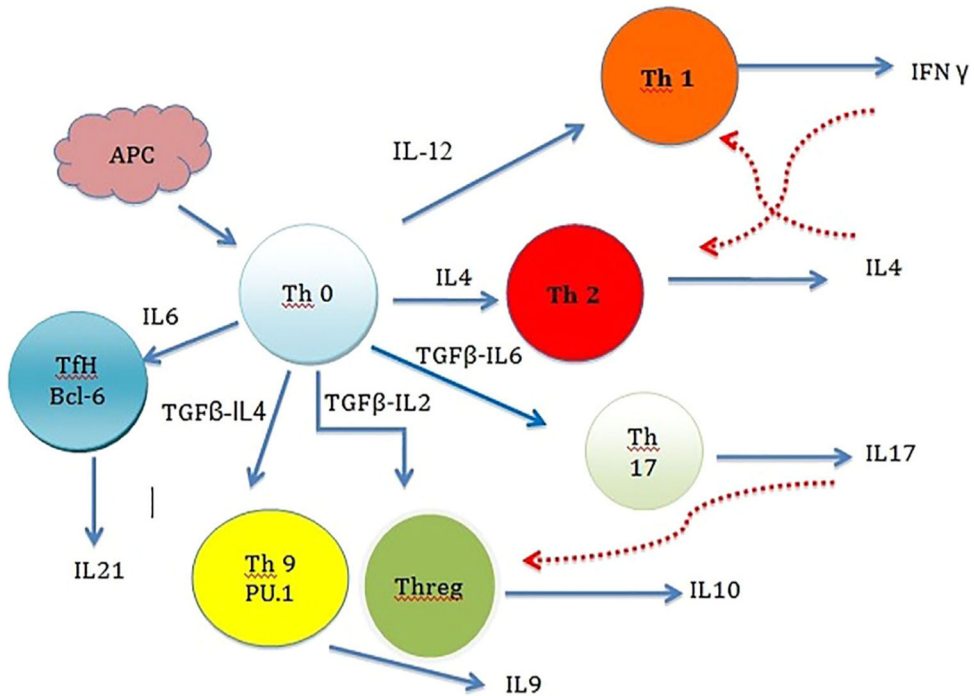 Th 1
IFN γ
APC
IL-12
Th 0
IL4
Th 2
IL4
IL6
TfH
Bcl-6
TGFβ-IL6
TGFß-IL4
TGFβ-IL2
Th
17
IL17
IL21
Th 9
PU.1
Threg
IL10
IL9